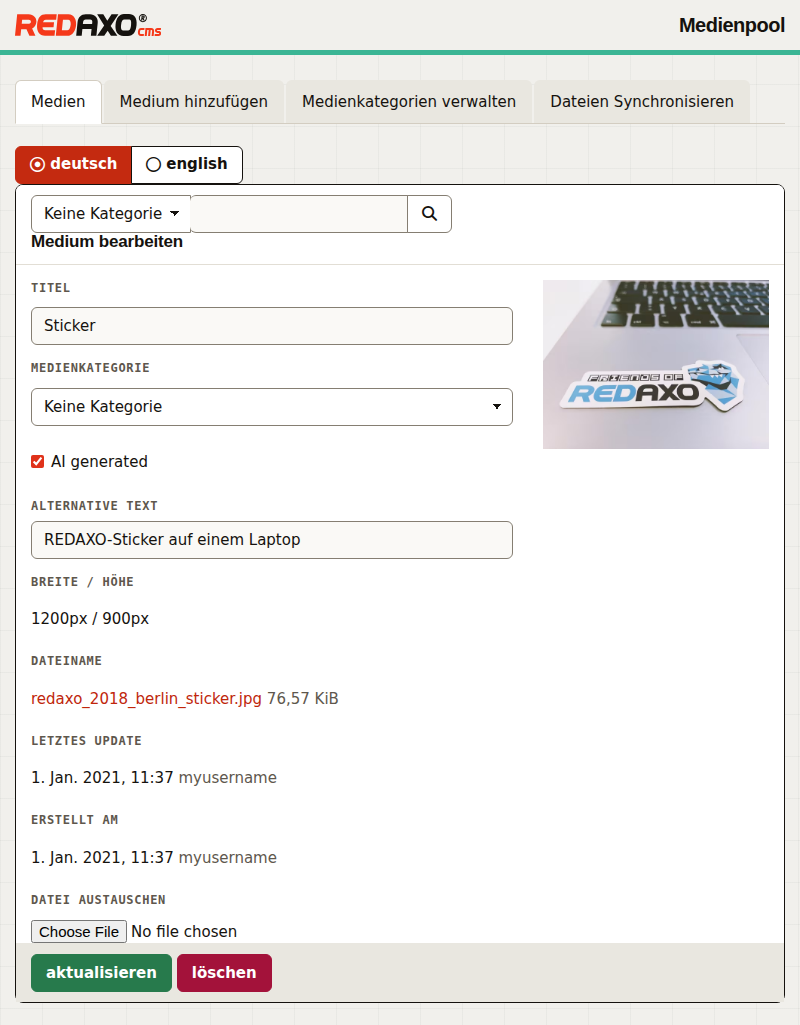 REDAXO® cms
Medienpool
Medien Medium hinzufügen Medienkategorien verwalten Dateien Synchronisieren
deutsch english
Keine Kategorie
Medium bearbeiten
TITEL
Sticker
FRIENDS OF
REDAXO
MEDIENKATEGORIE
Keine Kategorie
AI generated
ALTERNATIVE TEXT
REDAXO-Sticker auf einem Laptop
BREITE / HÖHE
1200px / 900px
DATEINAME
redaxo_2018_berlin_sticker.jpg 76,57 KiB
LETZTES UPDATE
1. Jan. 2021, 11:37 myusername
ERSTELLT AM
1. Jan. 2021, 11:37 myusername
DATEI AUSTAUSCHEN
Choose File No file chosen
aktualisieren löschen